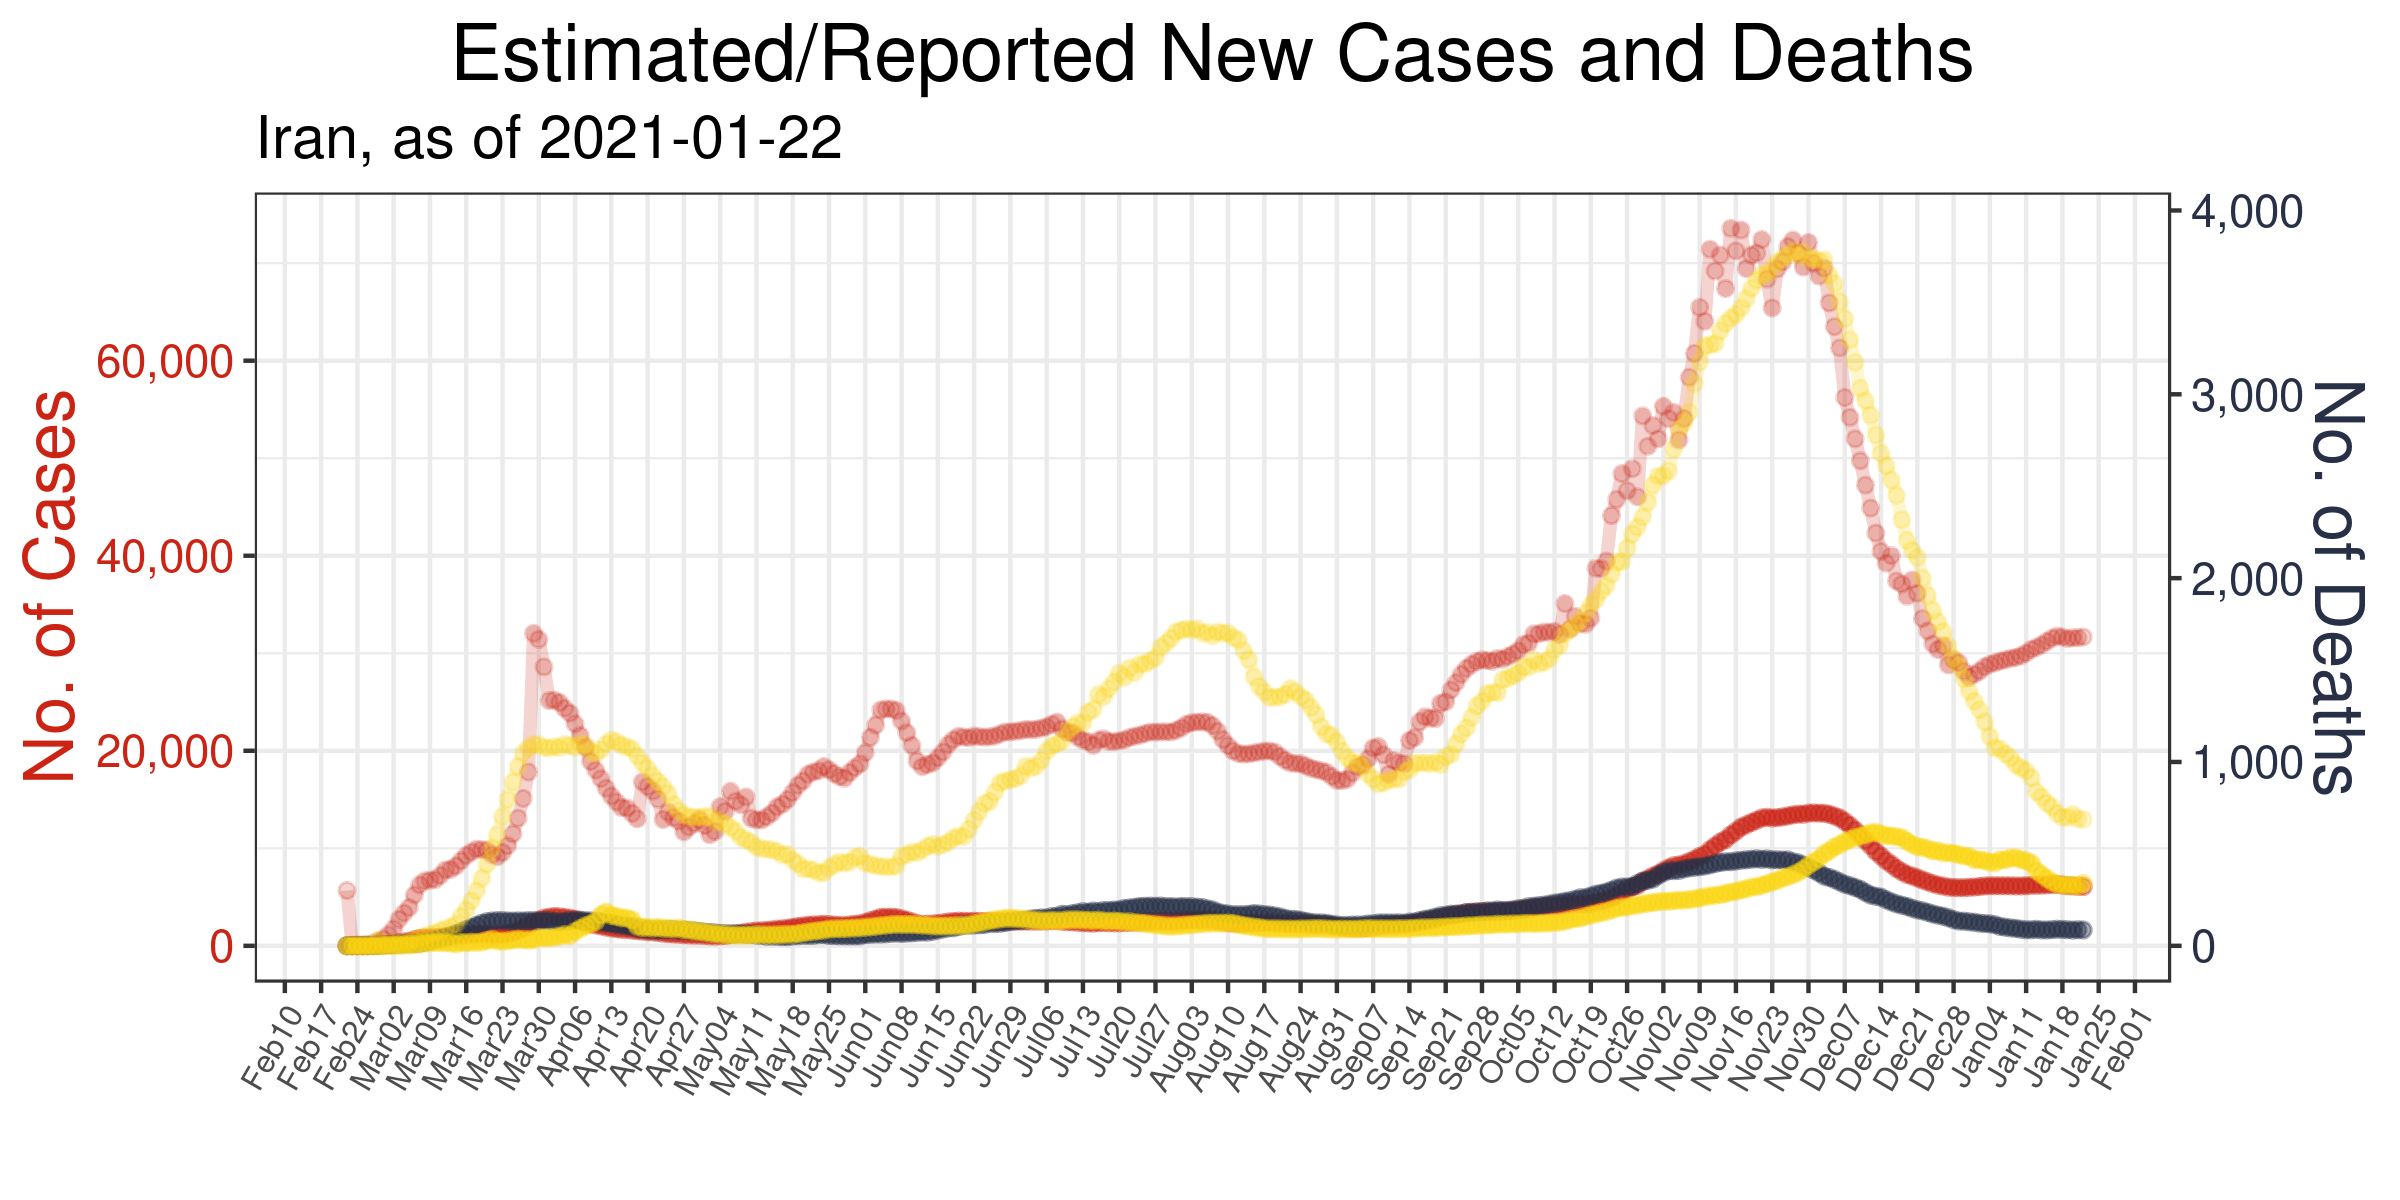 Estimated/Reported New Cases and Deaths
Iran, as of 2021-01-22
No. of Cases
60,000
40,000
20,000
0
4,000
3,000
2,000
1,000
0
No. of Deaths
Feb10
Feb17
Feb24
Mar02
Mar09
Mar16
Mar23
Mar30
Apr06
Apr13
Apr20
Apr27
May04
May11
May18
May25
Jun01
Jun08
Jun15
Jun22
Jun29
Jul06
Jul13
Jul20
Jul27
Aug03
Aug10
Aug17
Aug24
Aug31
Sep07
Sep14
Sep21
Sep28
Oct05
Oct12
Oct19
Oct26
Nov02
Nov09
Nov16
Nov23
Nov30
Dec07
Dec14
Dec21
Dec28
Jan04
Jan11
Jan18
Jan25
Feb01